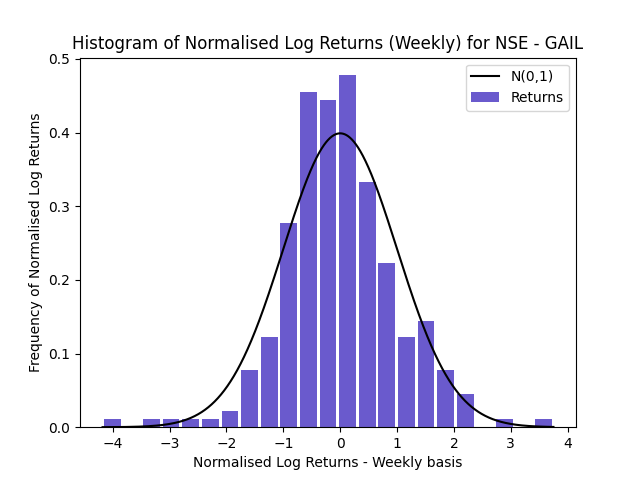 Histogram of Normalised Log Returns (Weekly) for NSE - GAIL
N(0,1)
Returns
Frequency of Normalised Log Returns
0.5
0.4
0.3
0.2
0.1
0.0
−4 −3 −2 −1 0 1 2 3 4
Normalised Log Returns - Weekly basis